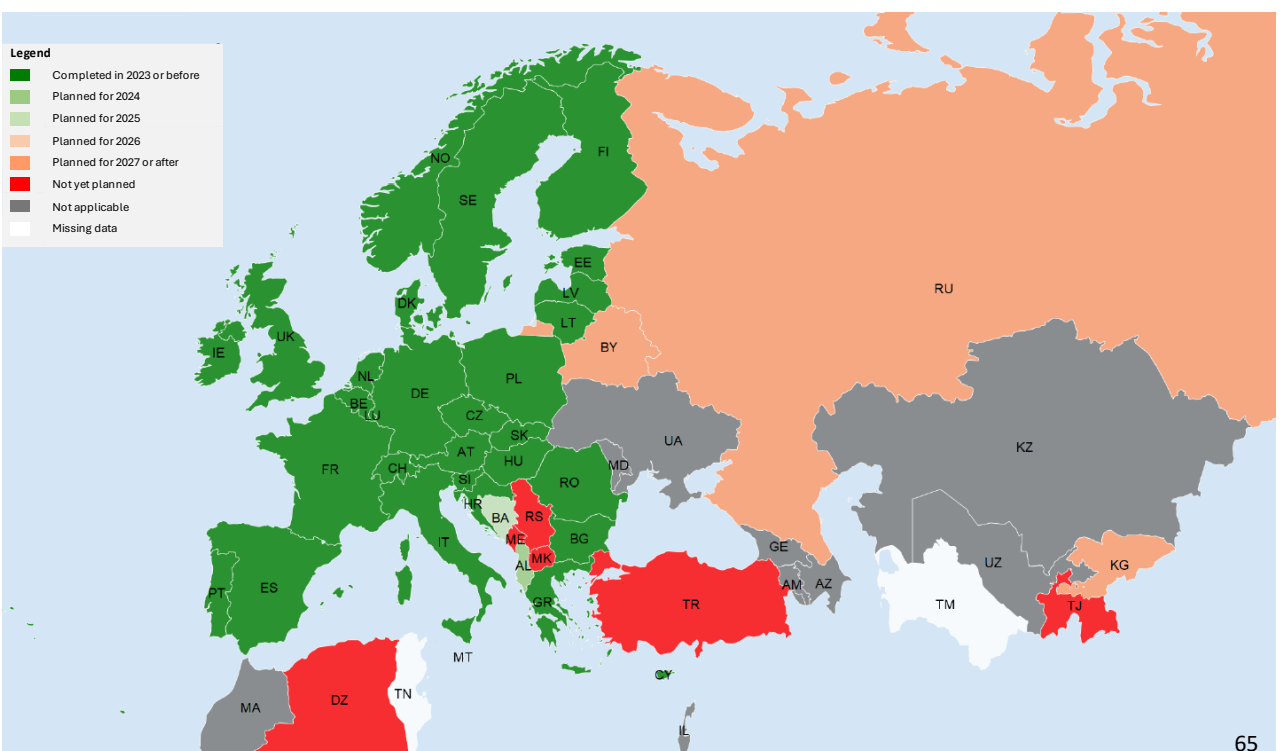 Legend
Completed in 2023 or before
Planned for 2024
Planned for 2025
Planned for 2026
Planned for 2027 or after
Not yet planned
Not applicable
Missing data
NO
FI
SE
EE
RU
LV
DK
LT
UK
BY
IE
NL
PL
DE
BE
LU
CZ
SK
UA
KZ
AT
HU
MD
FR
CH
SI
RO
HR
BA
RS
IT
ME
BG
GE
MK
UZ
KG
AL
AM
AZ
ES
PT
GR
TR
TM
TJ
MT
CY
DZ
TN
MA
IL
65